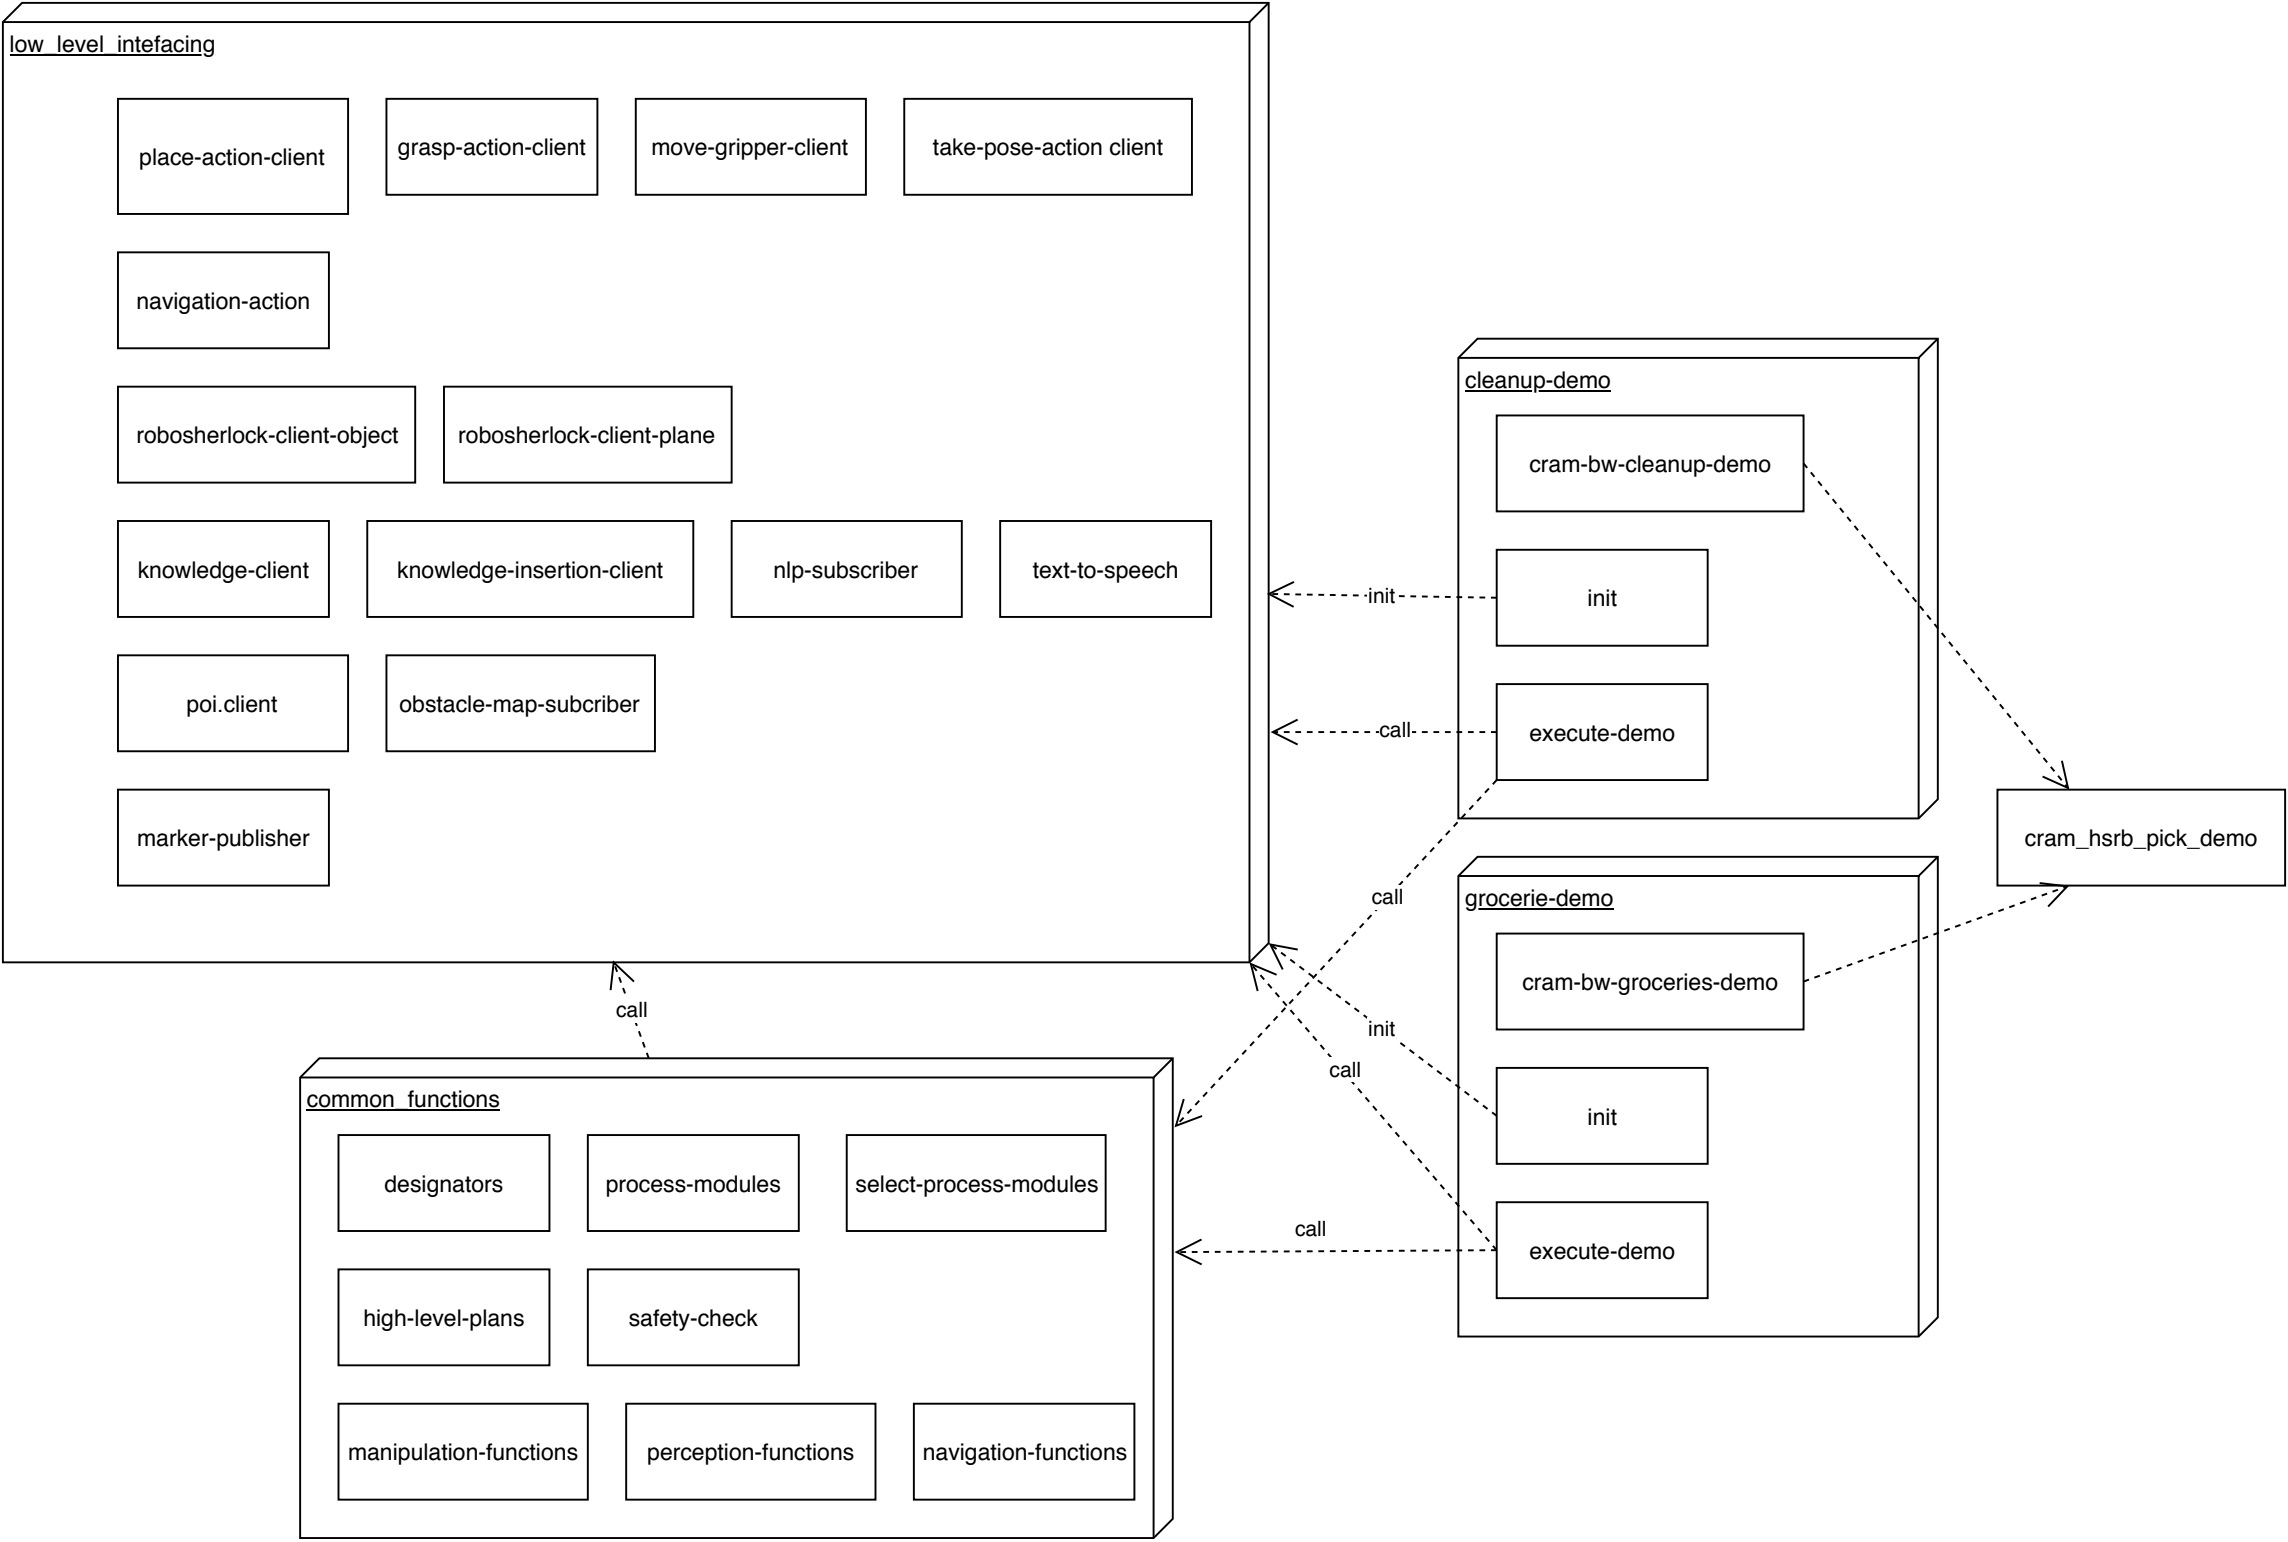 low_level_intefacing
place-action-client
grasp-action-client
move-gripper-client
take-pose-action client
navigation-action
robosherlock-client-object
robosherlock-client-plane
knowledge-client
knowledge-insertion-client
nlp-subscriber
text-to-speech
poi.client
obstacle-map-subcriber
marker-publisher
cleanup-demo
cram-bw-cleanup-demo
init
init
call
execute-demo
cram_hsrb_pick_demo
call
grocerie-demo
cram-bw-groceries-demo
call
init
call
init
call
execute-demo
common_functions
designators
process-modules
select-process-modules
high-level-plans
safety-check
manipulation-functions
perception-functions
navigation-functions